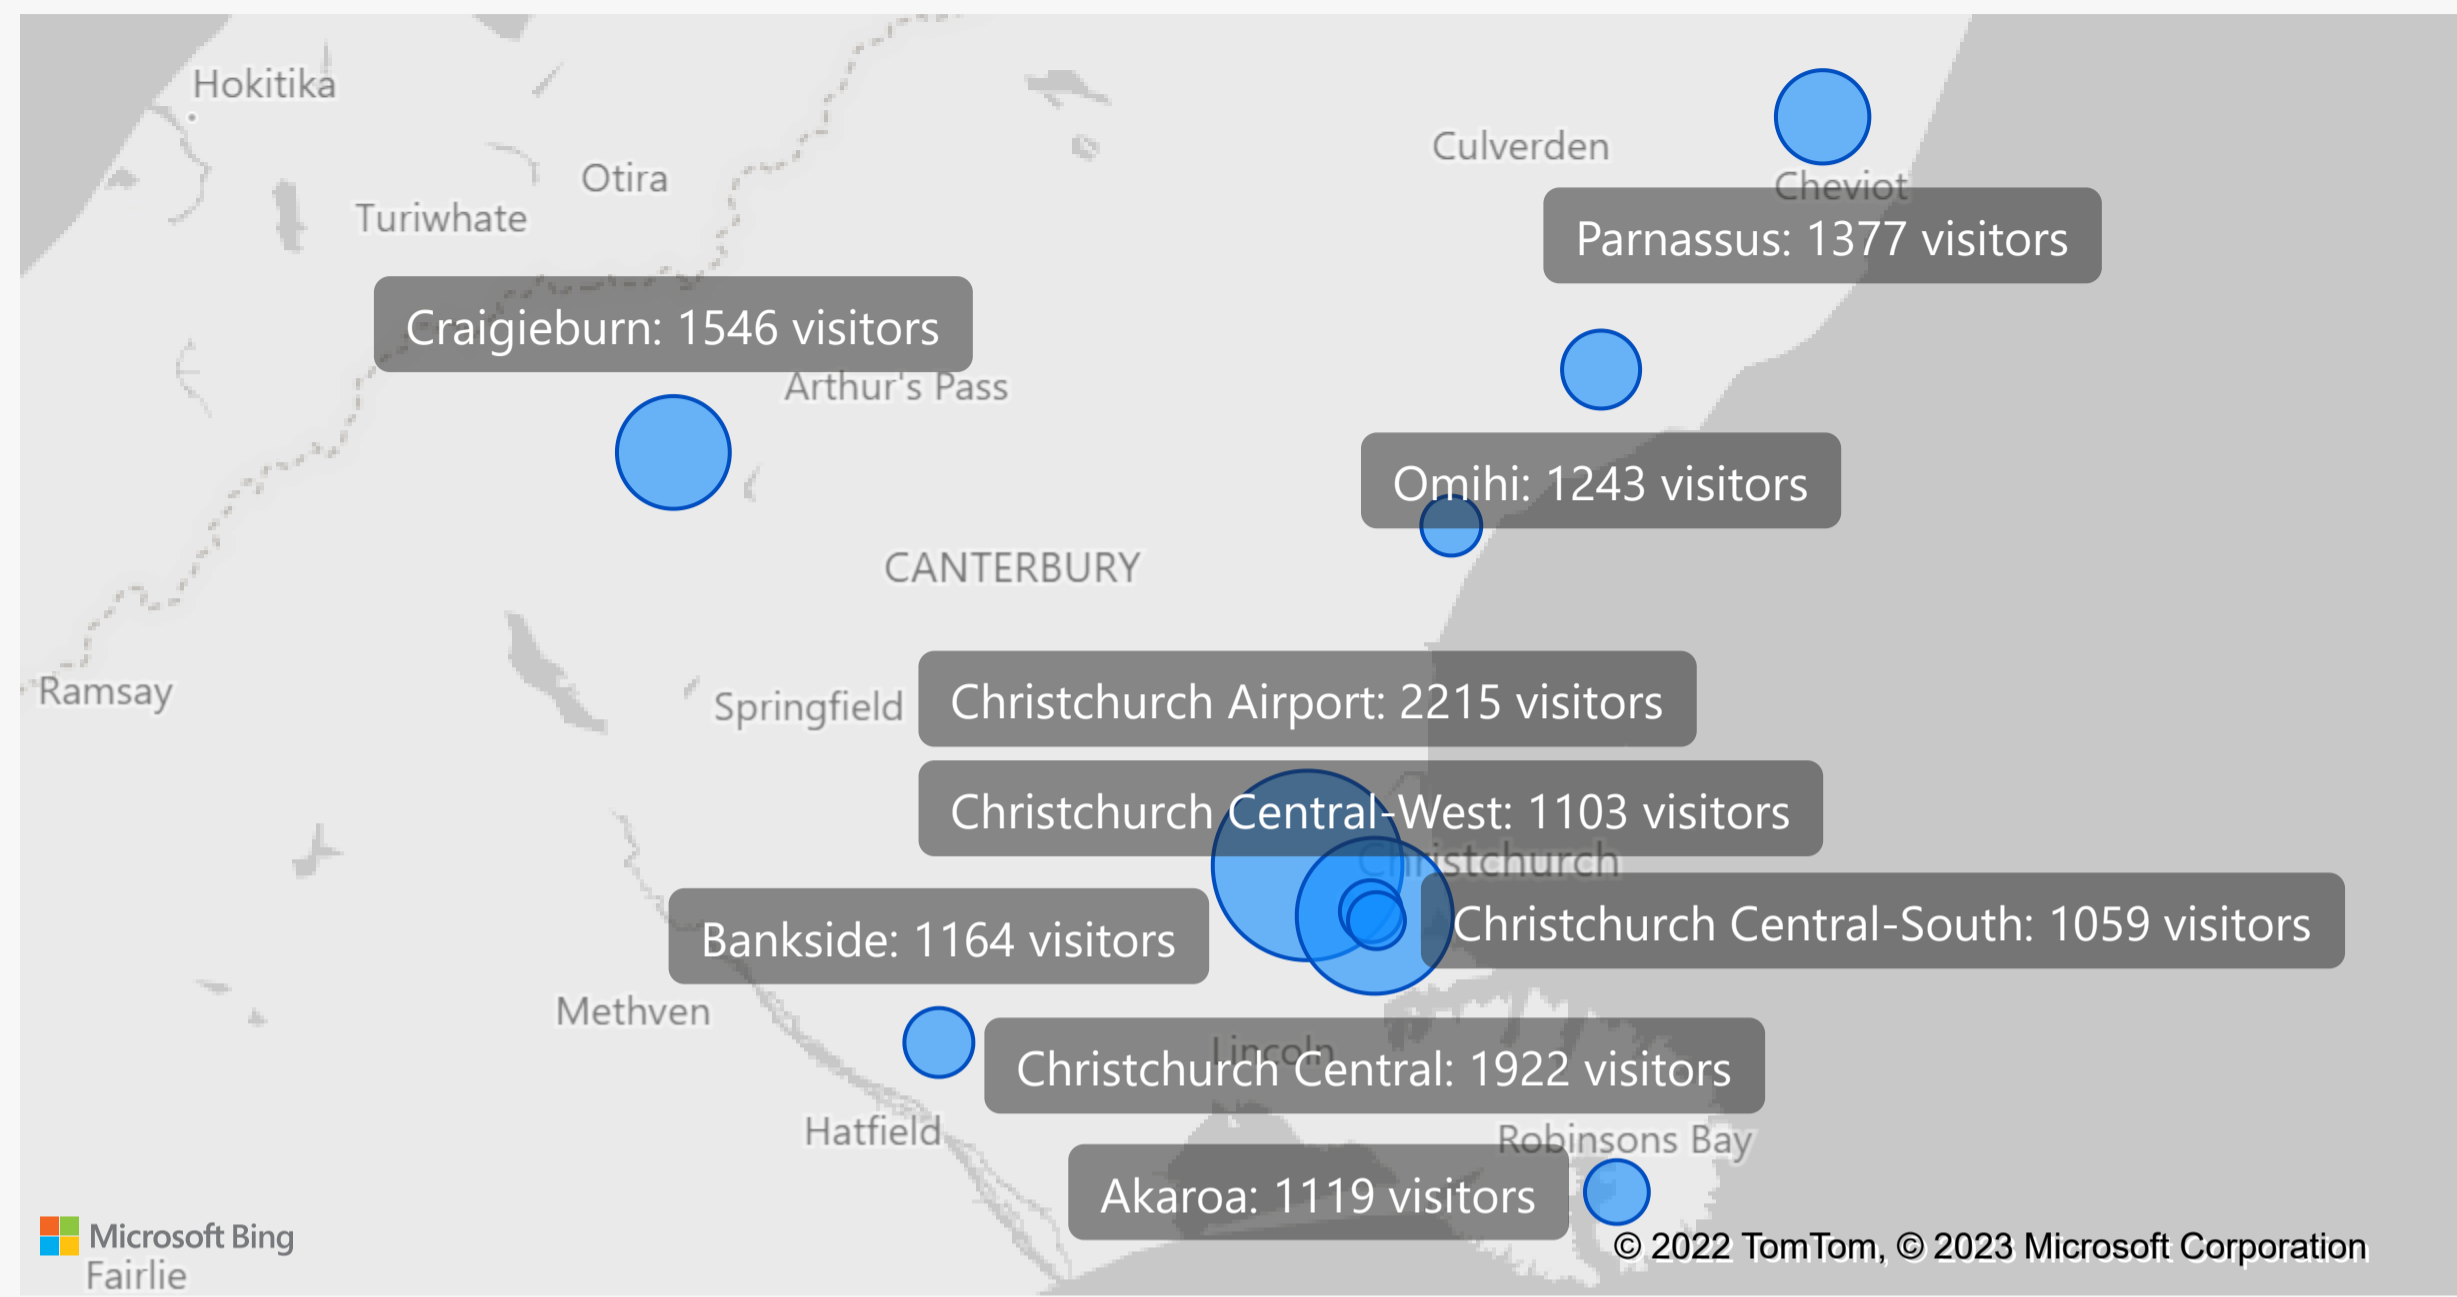 Hokitika
Culverden
Otira
Cheviot
Turiwhate
Parnassus: 1377 visitors
Craigieburn: 1546 visitors
Arthur's Pass
Omihi: 1243 visitors
CANTERBURY
Ramsay
Springfield
Christchurch Airport: 2215 visitors
Christchurch Central-West: 1103 visitors
Christchurch
Christchurch Central-South: 1059 visitors
Bankside: 1164 visitors
Methven
Lincoln
Christchurch Central: 1922 visitors
Hatfield
Robinsons Bay
Akaroa: 1119 visitors
Microsoft Bing
© 2022 TomTom, © 2023 Microsoft Corporation
Fairlie